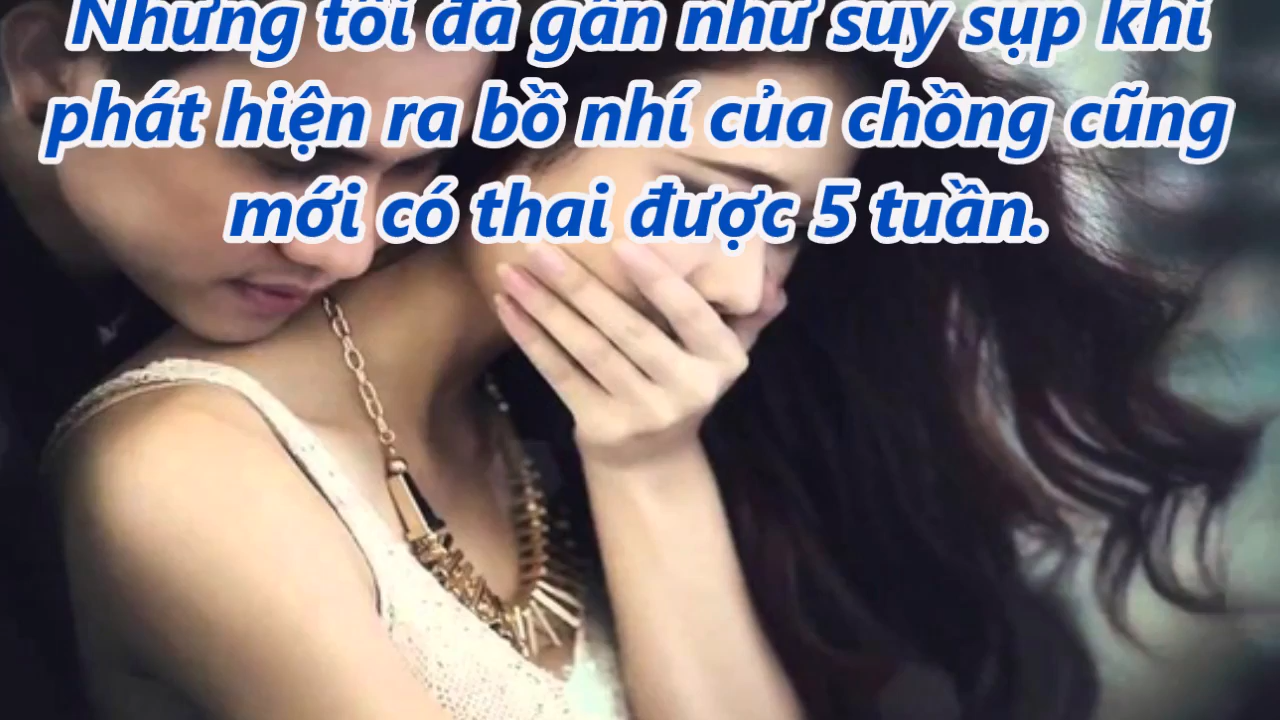 Nhưng tôi đã gần như suy sụp khi
phát hiện ra bồ nhí của chồng cũng
mới có thai được 5 tuần.